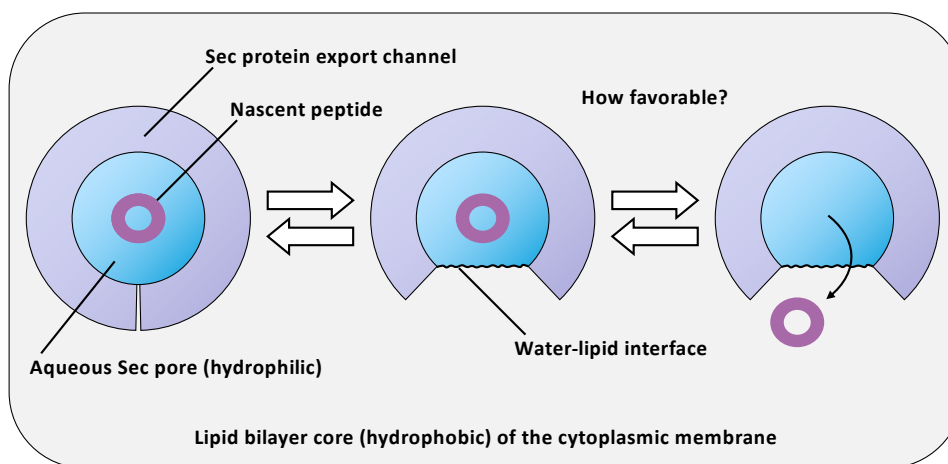 Sec protein export channel
Nascent peptide
How favorable?
Water-lipid interface
Aqueous Sec pore (hydrophilic)
Lipid bilayer core (hydrophobic) of the cytoplasmic membrane